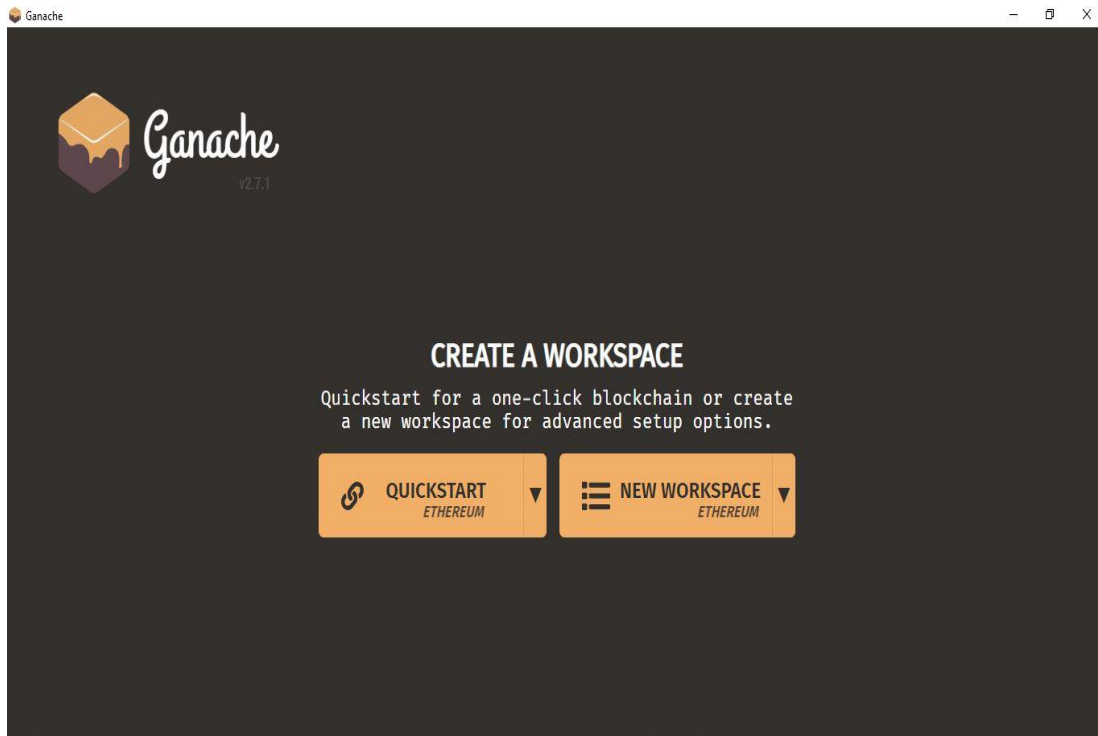 Ganache
Ganache
v2.7.1
CREATE A WORKSPACE
Quickstart for a one-click blockchain or create
a new workspace for advanced setup options.
QUICKSTART
ETHEREUM
NEW WORKSPACE
ETHEREUM